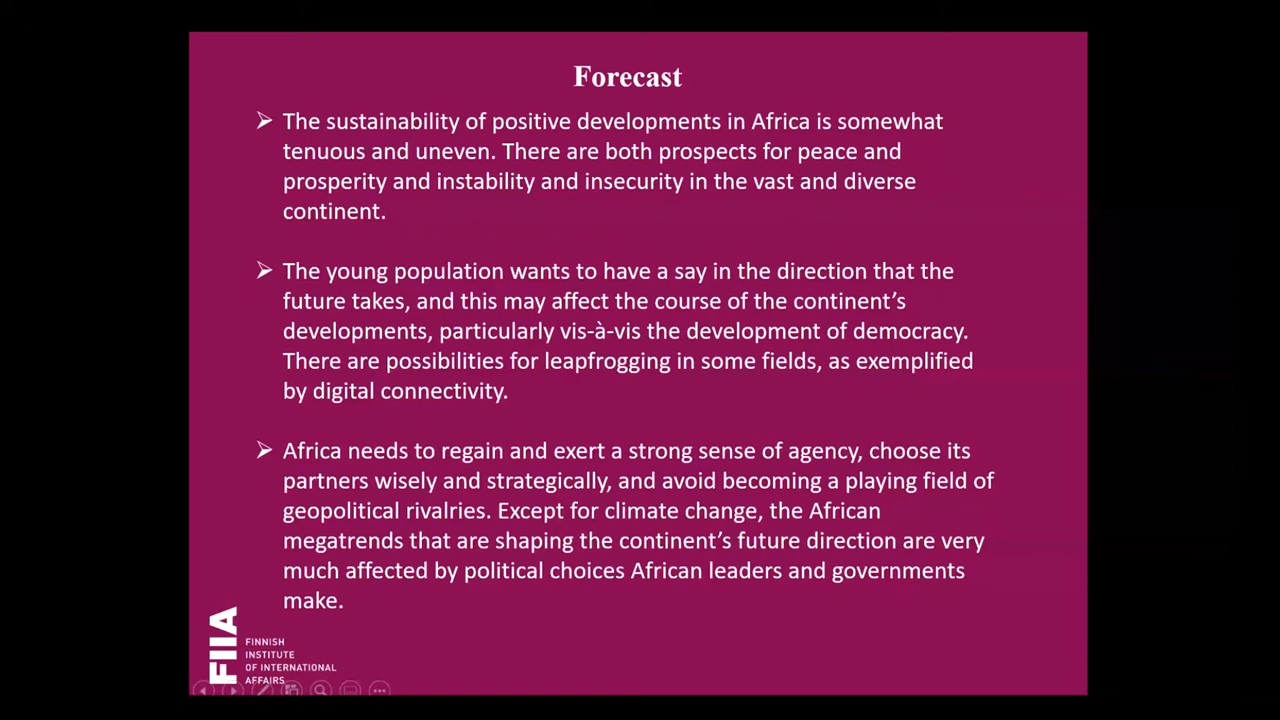 Forecast
The sustainability of positive developments in Africa is somewhat
tenuous and uneven. There are both prospects for peace and
prosperity and instability and insecurity in the vast and diverse
continent.
The young population wants to have a say in the direction that the
future takes, and this may affect the course of the continent’s
developments, particularly vis-à-vis the development of democracy.
There are possibilities for leapfrogging in some fields, as exemplified
by digital connectivity.
Africa needs to regain and exert a strong sense of agency, choose its
partners wisely and strategically, and avoid becoming a playing field of
geopolitical rivalries. Except for climate change, the African
megatrends that are shaping the continent’s future direction are very
much affected by political choices African leaders and governments
make.
FIIA
FINNISH
INSTITUTE
OF INTERNATIONAL
AFFAIRS